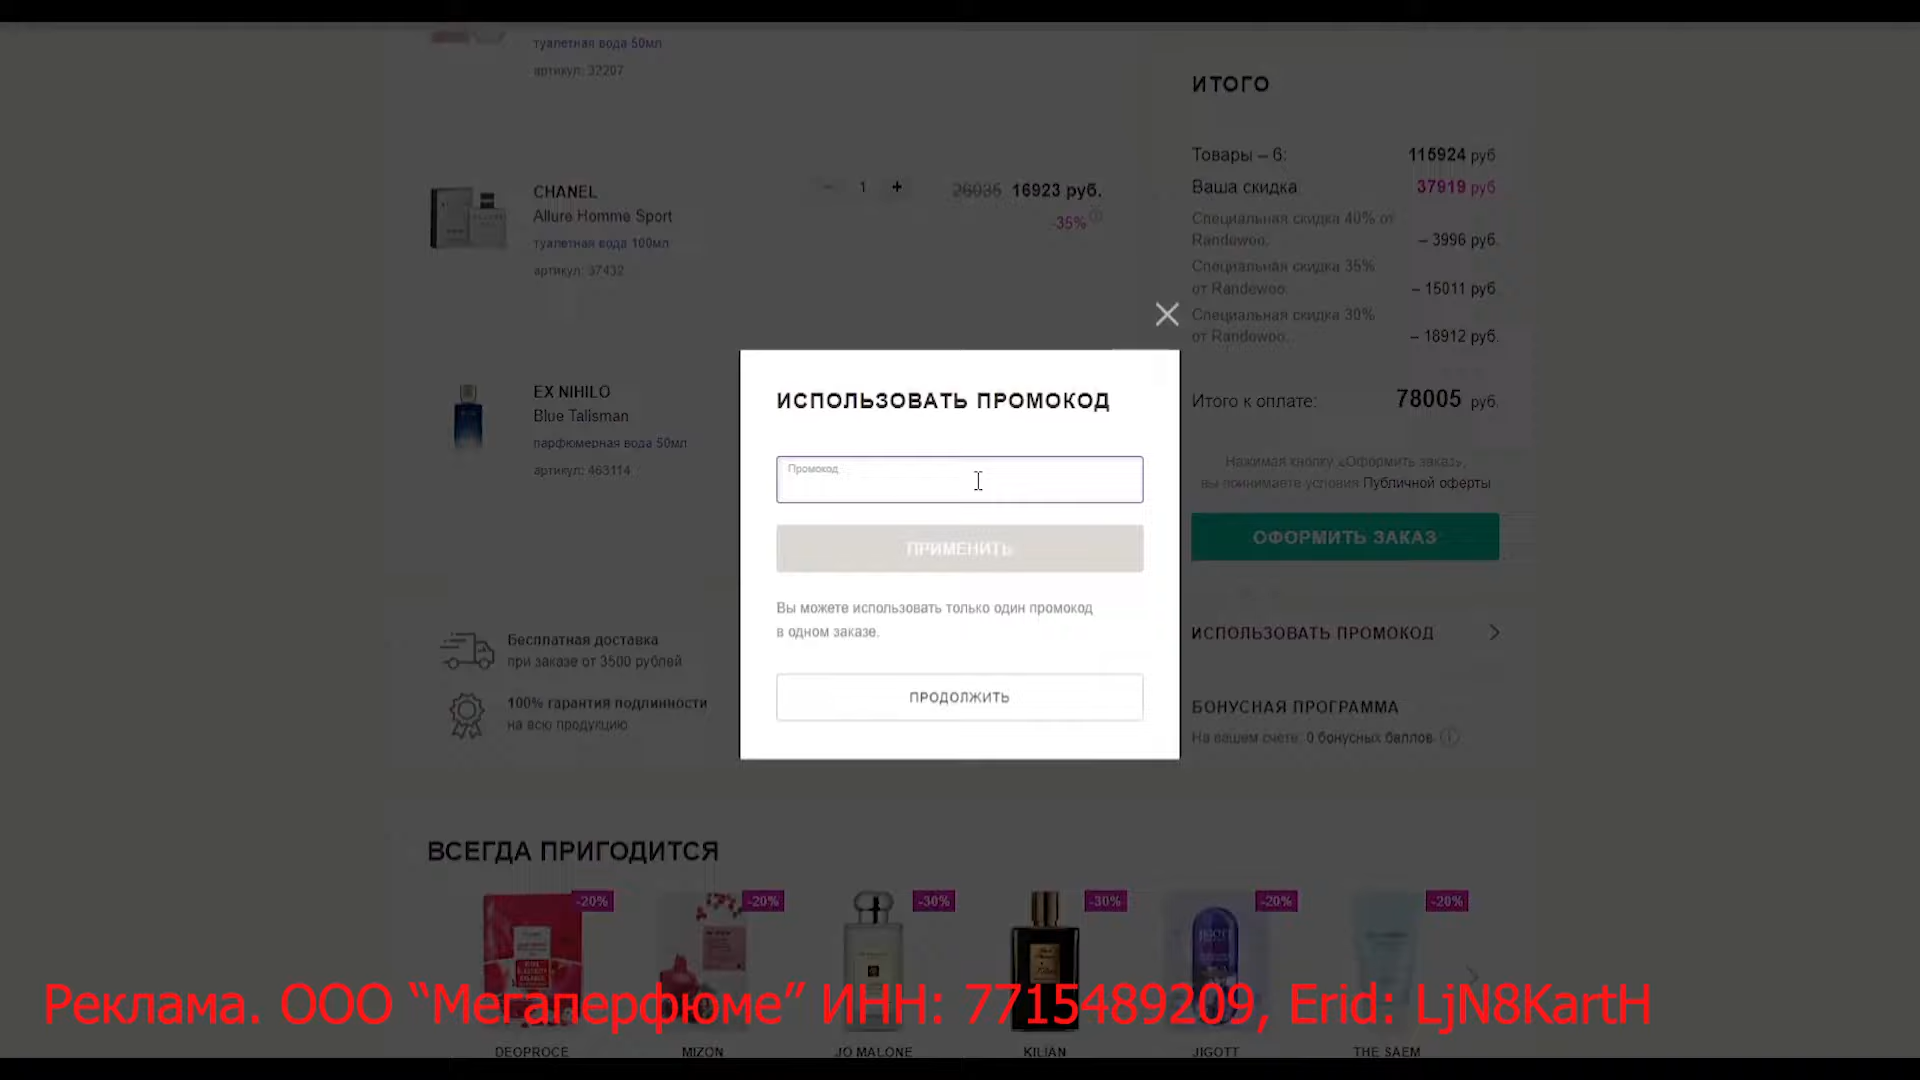 туалетная вода 50мл
артикул: 32207
CHANEL
Allure Homme Sport
туалетная вода 100мл
артикул: 37432
1
26035 16923 руб.
-35%
EX NIHILO
Blue Talisman
парфюмерная вода 50мл
артикул: 463114
Бесплатная доставка
при заказе от 3500 рублей
100% гарантия подлинности
на всю продукцию
ИТОГО
Товары – 6: 115924 руб
Ваша скидка 37919 руб
Специальная скидка 40% от
Randewoo. – 3996 руб.
Специальная скидка 35%
от Randewoo. – 15011 руб
Специальная скидка 30%
от Randewoo. – 18912 руб.
Итого к оплате: 78005 руб.
Нажимая кнопку «Оформить заказ»,
вы принимаете условия Публичной оферты
ОФОРМИТЬ ЗАКАЗ
ИСПОЛЬЗОВАТЬ ПРОМОКОД
БОНУСНАЯ ПРОГРАММА
На вашем счете: 0 бонусных баллов
ИСПОЛЬЗОВАТЬ ПРОМОКОД
Промокод
ПРИМЕНИТЬ
Вы можете использовать только один промокод
в одном заказе.
ПРОДОЛЖИТЬ
ВСЕГДА ПРИГОДИТСЯ
-20% -20% -30% -30% -20% -20%
Реклама. ООО “Мегаперфюме” ИНН: 7715489209, Erid: LjN8KartH
DEOPROCE MIZON JO MALONE KILIAN JIGOTT THE SAEM